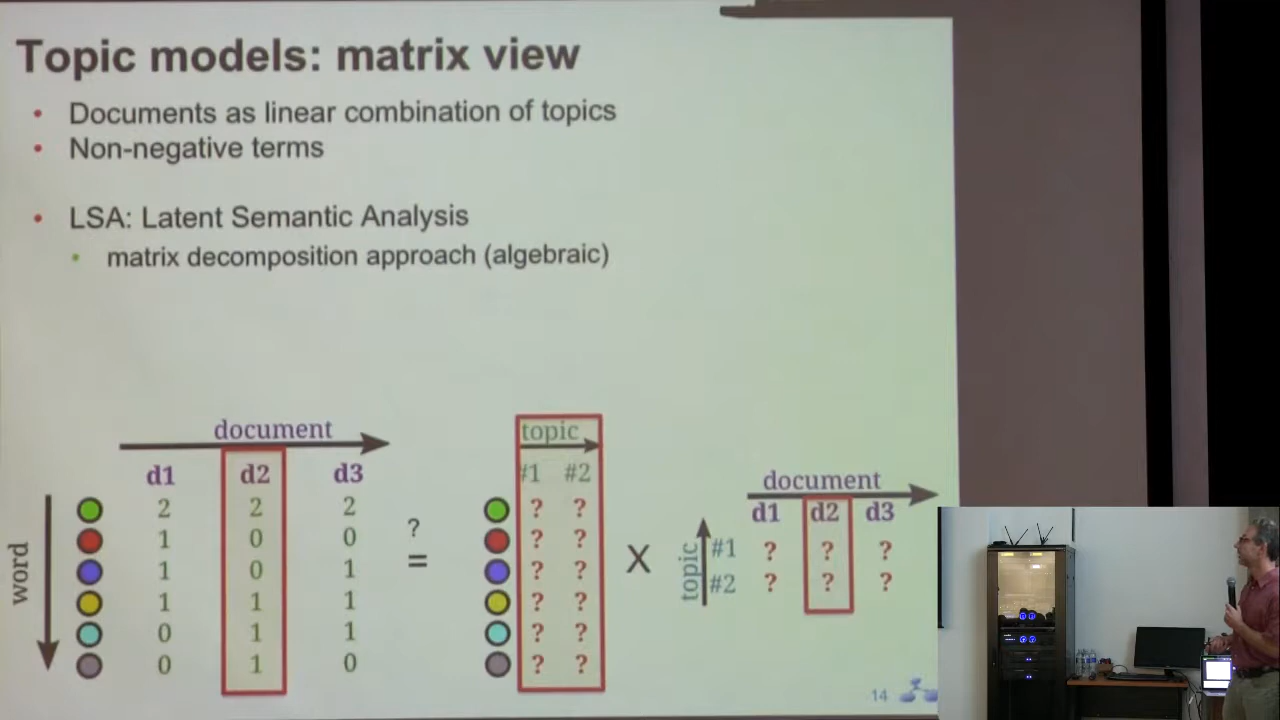 Topic models: matrix view
• Documents as linear combination of topics
• Non-negative terms
• LSA: Latent Semantic Analysis
• matrix decomposition approach (algebraic)
document
d1 d2 d3
word
2 2 2
1 0 0
1 0 1
1 1 1
0 1 1
0 1 0
?
=
topic
#1 #2
? ?
? ?
? ?
? ?
? ?
? ?
X
document
d1 d2 d3
topic
#1 ? ? ?
#2 ? ? ?
14